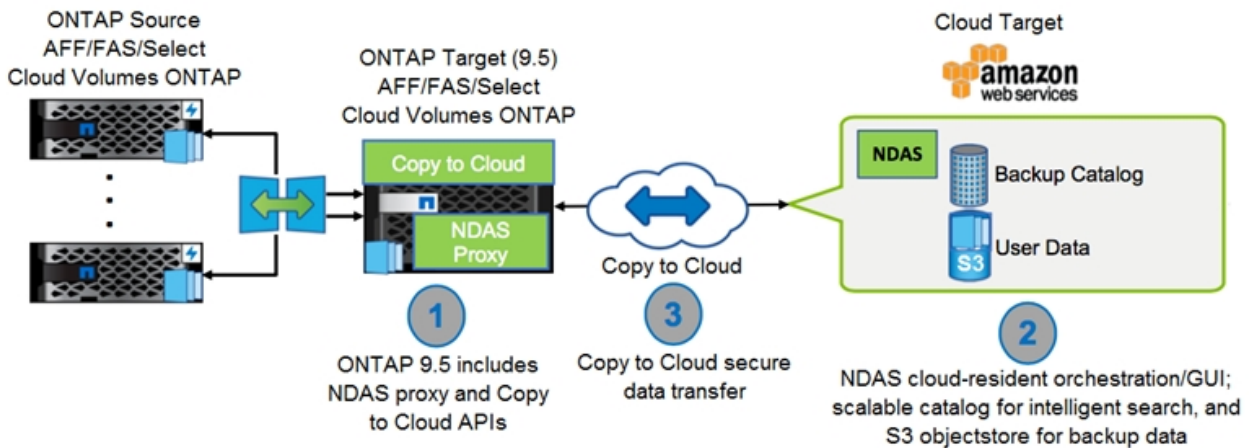 ONTAP Source
AFF/FAS/Select
Cloud Volumes ONTAP
ONTAP Target (9.5)
AFF/FAS/Select
Cloud Volumes ONTAP
Copy to Cloud
NDAS
Proxy
1
ONTAP 9.5 includes
NDAS proxy and Copy
to Cloud APIs
Copy to Cloud
3
Copy to Cloud secure
data transfer
Cloud Target
amazon
web services
NDAS
Backup Catalog
S3
User Data
2
NDAS cloud-resident orchestration/GUI;
scalable catalog for intelligent search, and
S3 objectstore for backup data